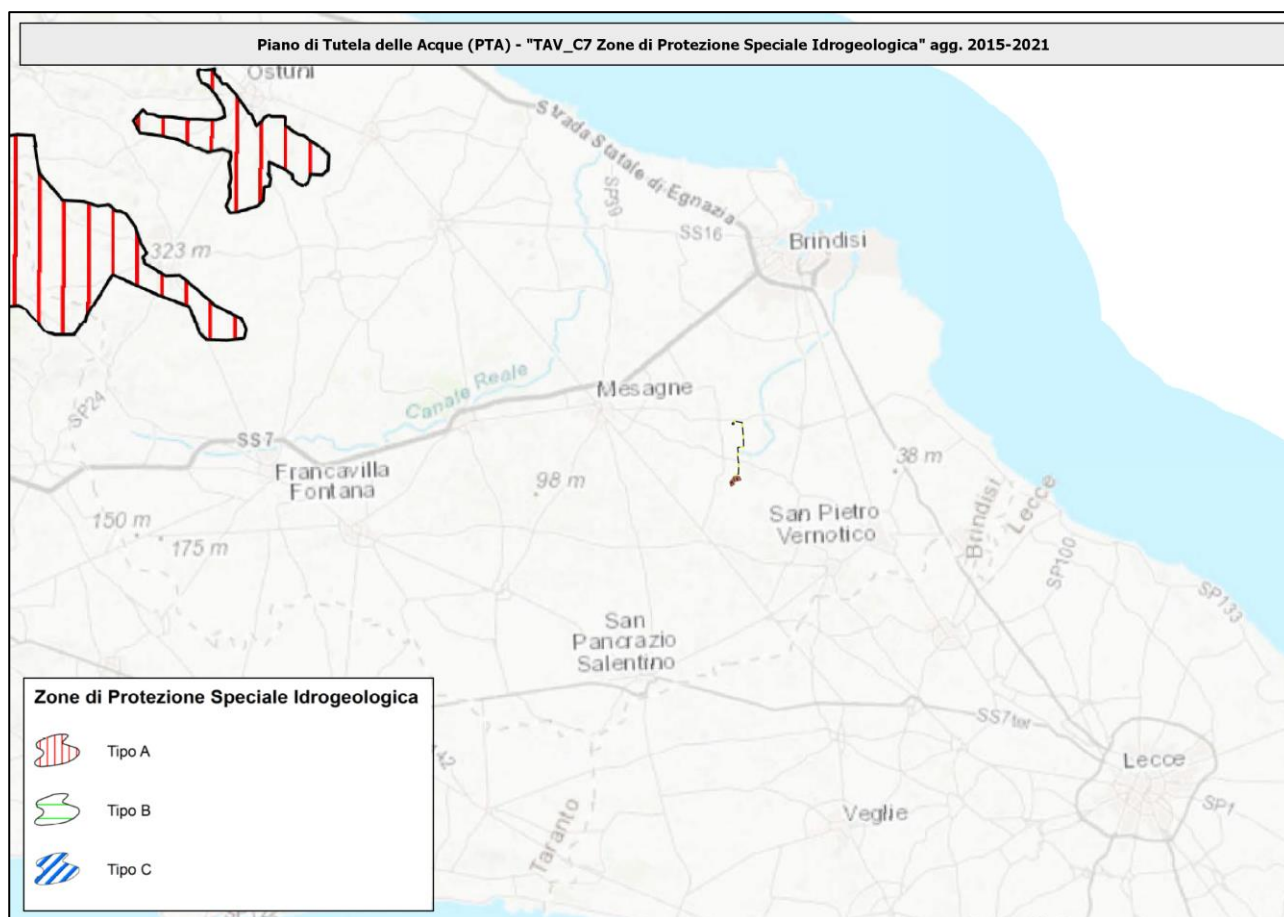 Piano di Tutela delle Acque (PTA) - "TAV_C7 Zone di Protezione Speciale Idrogeologica" agg. 2015-2021
Ostuni
Strada Statale di Egnazia
SP39
SS16
Brindisi
323 m
Canale Reale
Mesagne
SP24
SS7
Francavilla
Fontana
98 m
38 m
150 m
175 m
San Pietro
Vernotico
Brindisi
Lecce
SP100
SP133
San
Pancrazio
Salentino
SS7ter
Lecce
SP1
Veglie
Taranto
Zone di Protezione Speciale Idrogeologica
Tipo A
Tipo B
Tipo C